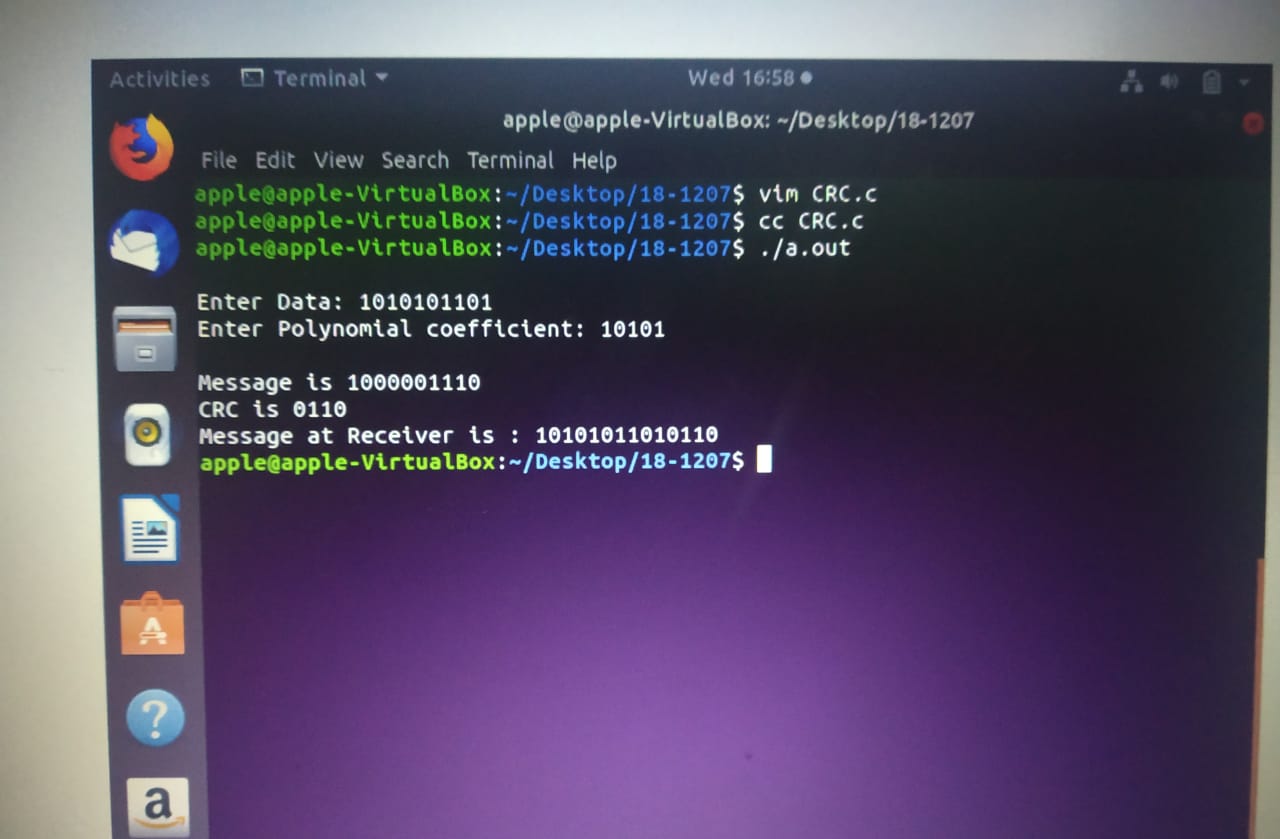 Activities Terminal Wed 16:58
apple@apple-VirtualBox: ~/Desktop/18-1207
File Edit View Search Terminal Help
apple@apple-VirtualBox:~/Desktop/18-1207$ vim CRC.c
apple@apple-VirtualBox:~/Desktop/18-1207$ cc CRC.c
apple@apple-VirtualBox:~/Desktop/18-1207$ ./a.out
Enter Data: 1010101101
Enter Polynomial coefficient: 10101
Message is 1000001110
CRC is 0110
Message at Receiver is : 10101011010110
apple@apple-VirtualBox:~/Desktop/18-1207$
?
a